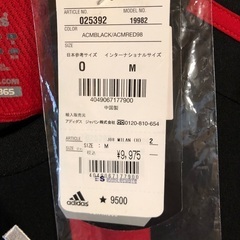 ARTICLE NO. MODEL NO.
025392 19982
ACMBLACK/ACMRED98
SIZE
日本参考サイズ インターナショナルサイズ
O M
4049067177900
中国製
輸入販売元
アディダス ジャパン株式会社 0120-810-654
SIZE : M
¥9,975
ES
adidas
★ 9500
365